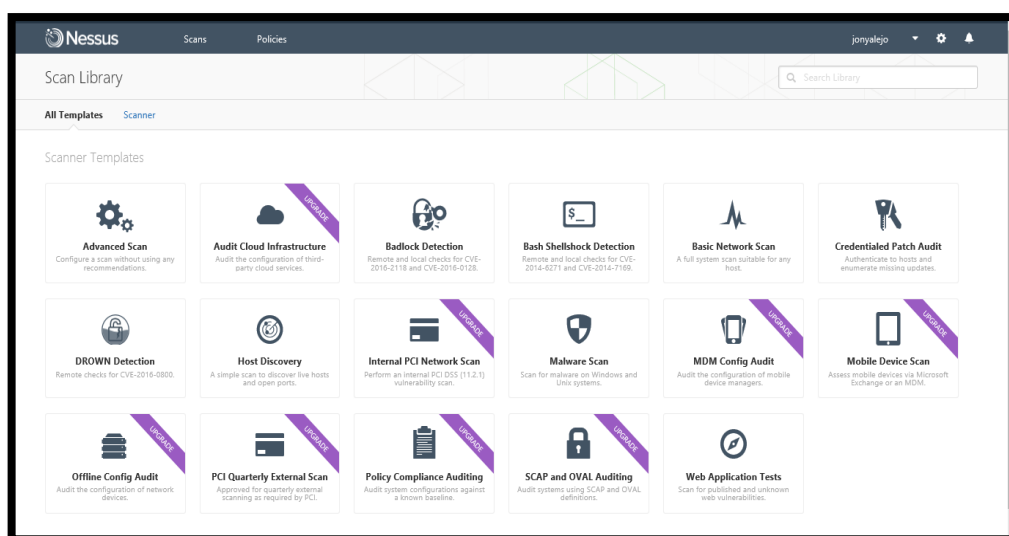 Nessus
Scans
Policies
jonyalejo
Scan Library
Search Library
All Templates
Scanner
Scanner Templates
Advanced Scan
Configure a scan without using any
recommendations.
UPGRADE
Audit Cloud Infrastructure
Audit the configuration of third-
party cloud services.
Badlock Detection
Remote and local checks for CVE-
2016-2118 and CVE-2016-0128.
$_
Bash Shellshock Detection
Remote and local checks for CVE-
2014-6271 and CVE-2014-7169.
Basic Network Scan
A full system scan suitable for any
host.
Credentialed Patch Audit
Authenticate to hosts and
enumerate missing updates.
DROWN Detection
Remote checks for CVE-2016-0800.
Host Discovery
A simple scan to discover live hosts
and open ports.
UPGRADE
Internal PCI Network Scan
Perform an internal PCI DSS (11.2.1)
vulnerability scan.
Malware Scan
Scan for malware on Windows and
Unix systems.
UPGRADE
MDM Config Audit
Audit the configuration of mobile
device managers.
UPGRADE
Mobile Device Scan
Assess mobile devices via Microsoft
Exchange or an MDM.
UPGRADE
Offline Config Audit
Audit the configuration of network
devices.
UPGRADE
PCI Quarterly External Scan
Approved for quarterly external
scanning as required by PCI.
UPGRADE
Policy Compliance Auditing
Audit system configurations against
a known baseline.
UPGRADE
SCAP and OVAL Auditing
Audit systems using SCAP and OVAL
definitions.
Web Application Tests
Scan for published and unknown
web vulnerabilities.